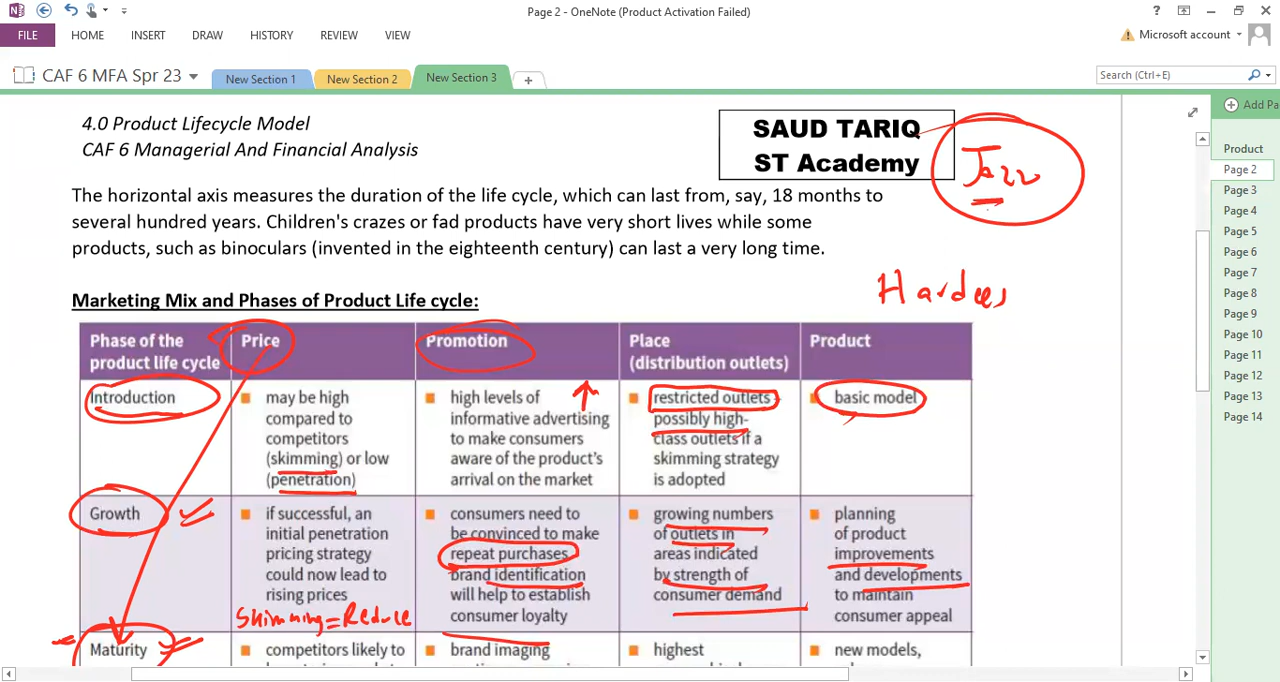 Page 2 - OneNote (Product Activation Failed)
FILE HOME INSERT DRAW HISTORY REVIEW VIEW Microsoft account
CAF 6 MFA Spr 23 New Section 1 New Section 2 New Section 3 Search (Ctrl+E)
Add Pa
4.0 Product Lifecycle Model
CAF 6 Managerial And Financial Analysis
SAUD TARIQ
ST Academy
Jazz
The horizontal axis measures the duration of the life cycle, which can last from, say, 18 months to
several hundred years. Children's crazes or fad products have very short lives while some
products, such as binoculars (invented in the eighteenth century) can last a very long time.
Hardees
Marketing Mix and Phases of Product Life cycle:
Phase of the
product life cycle
Price
Promotion
Place
(distribution outlets)
Product
Introduction
may be high
compared to
competitors
(skimming) or low
(penetration)
high levels of
informative advertising
to make consumers
aware of the product's
arrival on the market
restricted outlets
possibly high-
class outlets if a
skimming strategy
is adopted
basic model
Growth
if successful, an
initial penetration
pricing strategy
could now lead to
rising prices
Skimming = Reduce
consumers need to
be convinced to make
repeat purchases
brand identification
will help to establish
consumer loyalty
growing numbers
of outlets in
areas indicated
by strength of
consumer demand
planning
of product
improvements
and developments
to maintain
consumer appeal
Maturity
competitors likely to
brand imaging
highest
new models,
Product
Page 2
Page 3
Page 4
Page 5
Page 6
Page 7
Page 8
Page 9
Page 10
Page 11
Page 12
Page 13
Page 14